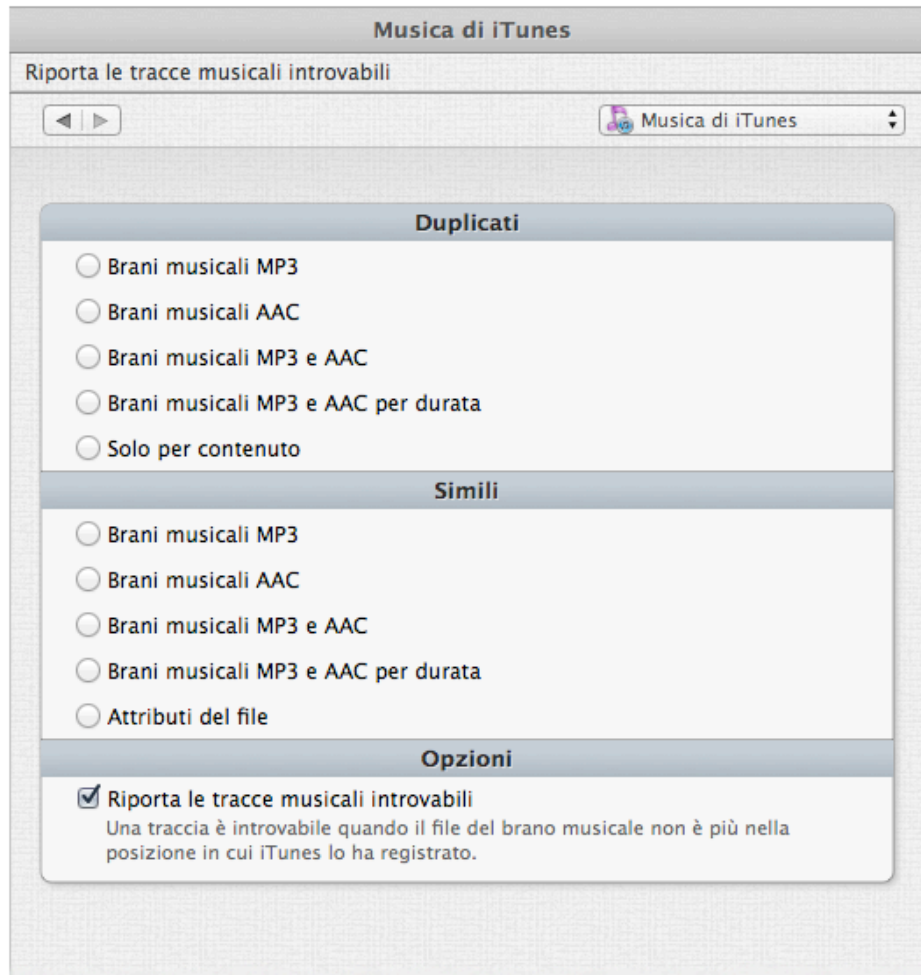 Musica di iTunes
Riporta le tracce musicali introvabili
Musica di iTunes
Duplicati
Brani musicali MP3
Brani musicali AAC
Brani musicali MP3 e AAC
Brani musicali MP3 e AAC per durata
Solo per contenuto
Simili
Brani musicali MP3
Brani musicali AAC
Brani musicali MP3 e AAC
Brani musicali MP3 e AAC per durata
Attributi del file
Opzioni
Riporta le tracce musicali introvabili
Una traccia è introvabile quando il file del brano musicale non è più nella
posizione in cui iTunes lo ha registrato.